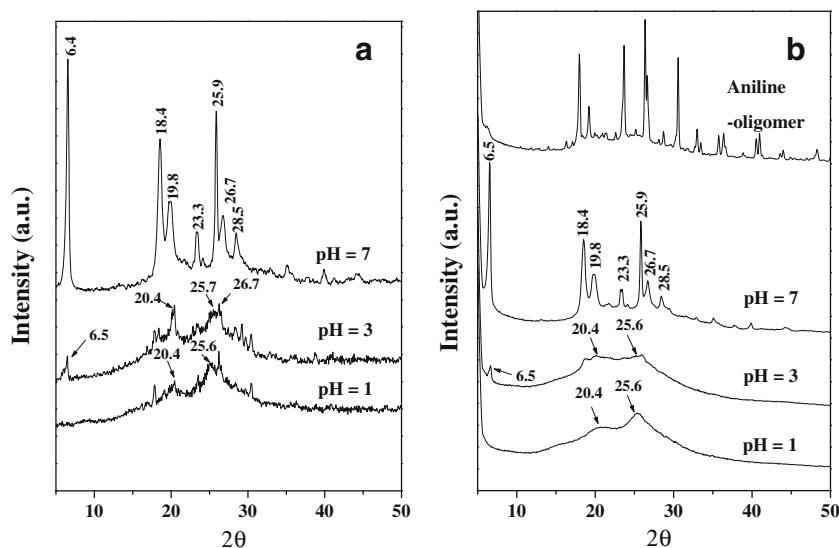 a
6.4
18.4
19.8
23.3
25.9
26.7
28.5
pH = 7
20.4
25.7
26.7
6.5
pH = 3
20.4
25.6
pH = 1
Intensity (a.u.)
10 20 30 40 50
2θ
b
Aniline
-oligomer
6.5
18.4
19.8
23.3
25.9
26.7
28.5
pH = 7
20.4
25.6
6.5
pH = 3
20.4
25.6
pH = 1
Intensity (a.u.)
10 20 30 40 50
2θ